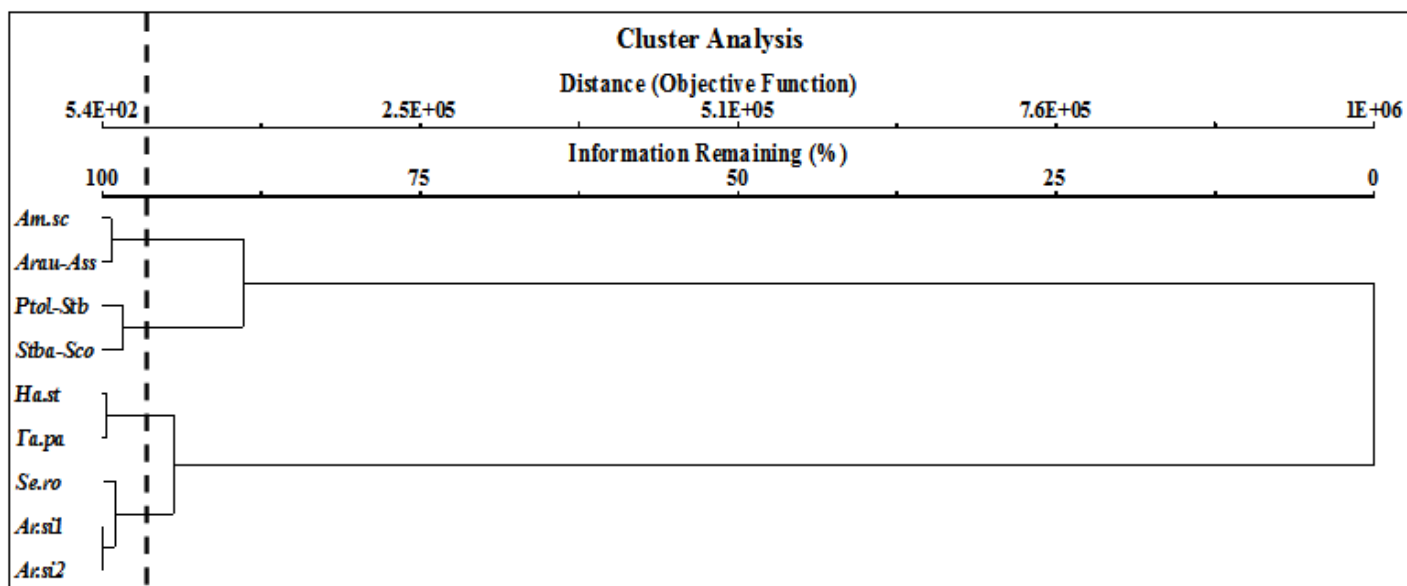 Cluster Analysis
Distance (Objective Function)
5.4E+02 2.5E+05 5.1E+05 7.6E+05 1E+06
Information Remaining (%)
100 75 50 25 0
Am.sc
Arau-Ass
Ptol-Stb
Stba-Sco
Ha.st
Ta.pa
Se.ro
Ar.si1
Ar.si2